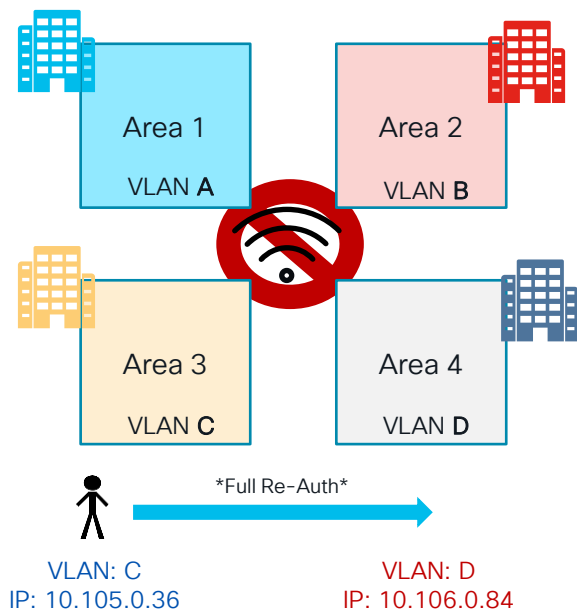 Area 1
VLAN A
Area 2
VLAN B
Area 3
VLAN C
Area 4
VLAN D
*Full Re-Auth*
VLAN: C
IP: 10.105.0.36
VLAN: D
IP: 10.106.0.84